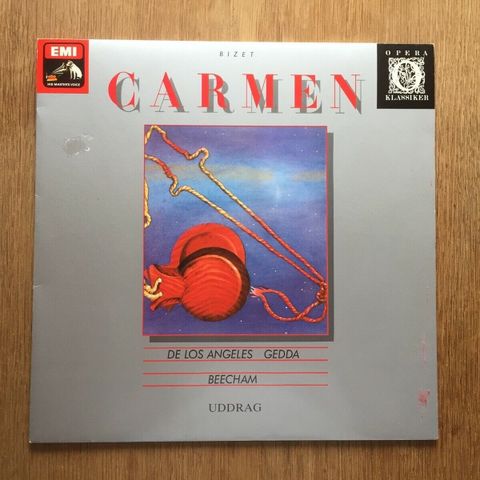 EMI
HIS MASTER'S VOICE
BIZET
CARMEN
OPERA
KLASSIKER
DE LOS ANGELES GEDDA
BEECHAM
UDDRAG